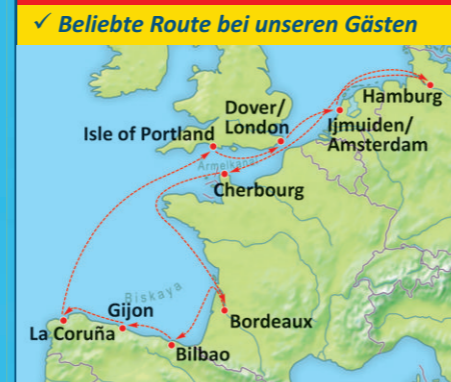 ✓ Beliebte Route bei unseren Gästen
Hamburg
Dover/
London
Ijmuiden/
Amsterdam
Isle of Portland
Ärmelkanal
Cherbourg
Biskaya
Gijon
La Coruña
Bordeaux
Bilbao